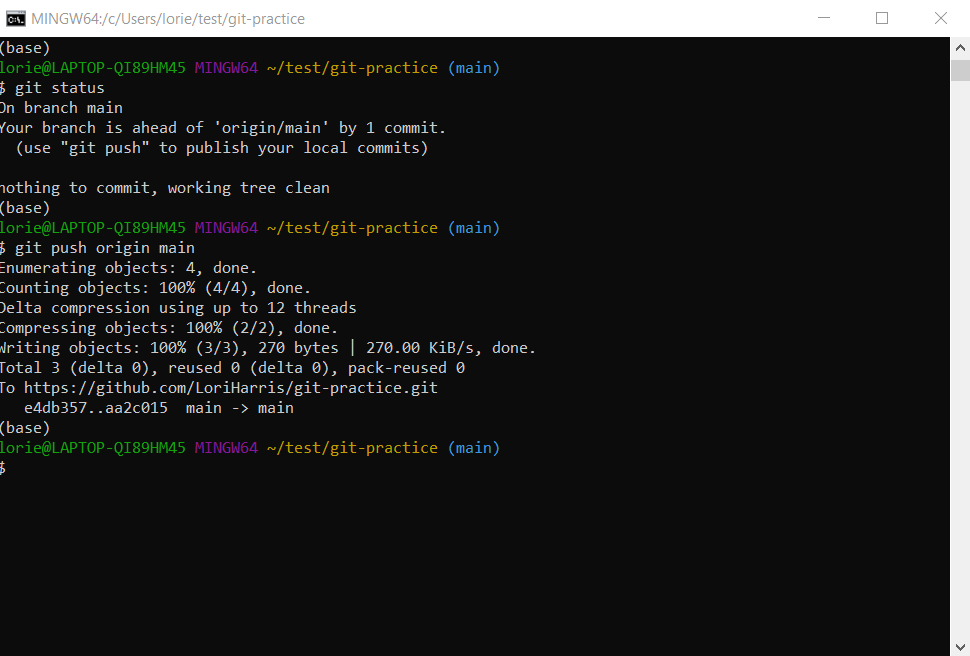 MINGW64:/c/Users/lorie/test/git-practice
(base)
lorie@LAPTOP-QI89HM45 MINGW64 ~/test/git-practice (main)
$ git status
On branch main
Your branch is ahead of 'origin/main' by 1 commit.
  (use "git push" to publish your local commits)

nothing to commit, working tree clean
(base)
lorie@LAPTOP-QI89HM45 MINGW64 ~/test/git-practice (main)
$ git push origin main
Enumerating objects: 4, done.
Counting objects: 100% (4/4), done.
Delta compression using up to 12 threads
Compressing objects: 100% (2/2), done.
Writing objects: 100% (3/3), 270 bytes | 270.00 KiB/s, done.
Total 3 (delta 0), reused 0 (delta 0), pack-reused 0
To https://github.com/LoriHarris/git-practice.git
   e4db357..aa2c015  main -> main
(base)
lorie@LAPTOP-QI89HM45 MINGW64 ~/test/git-practice (main)
$